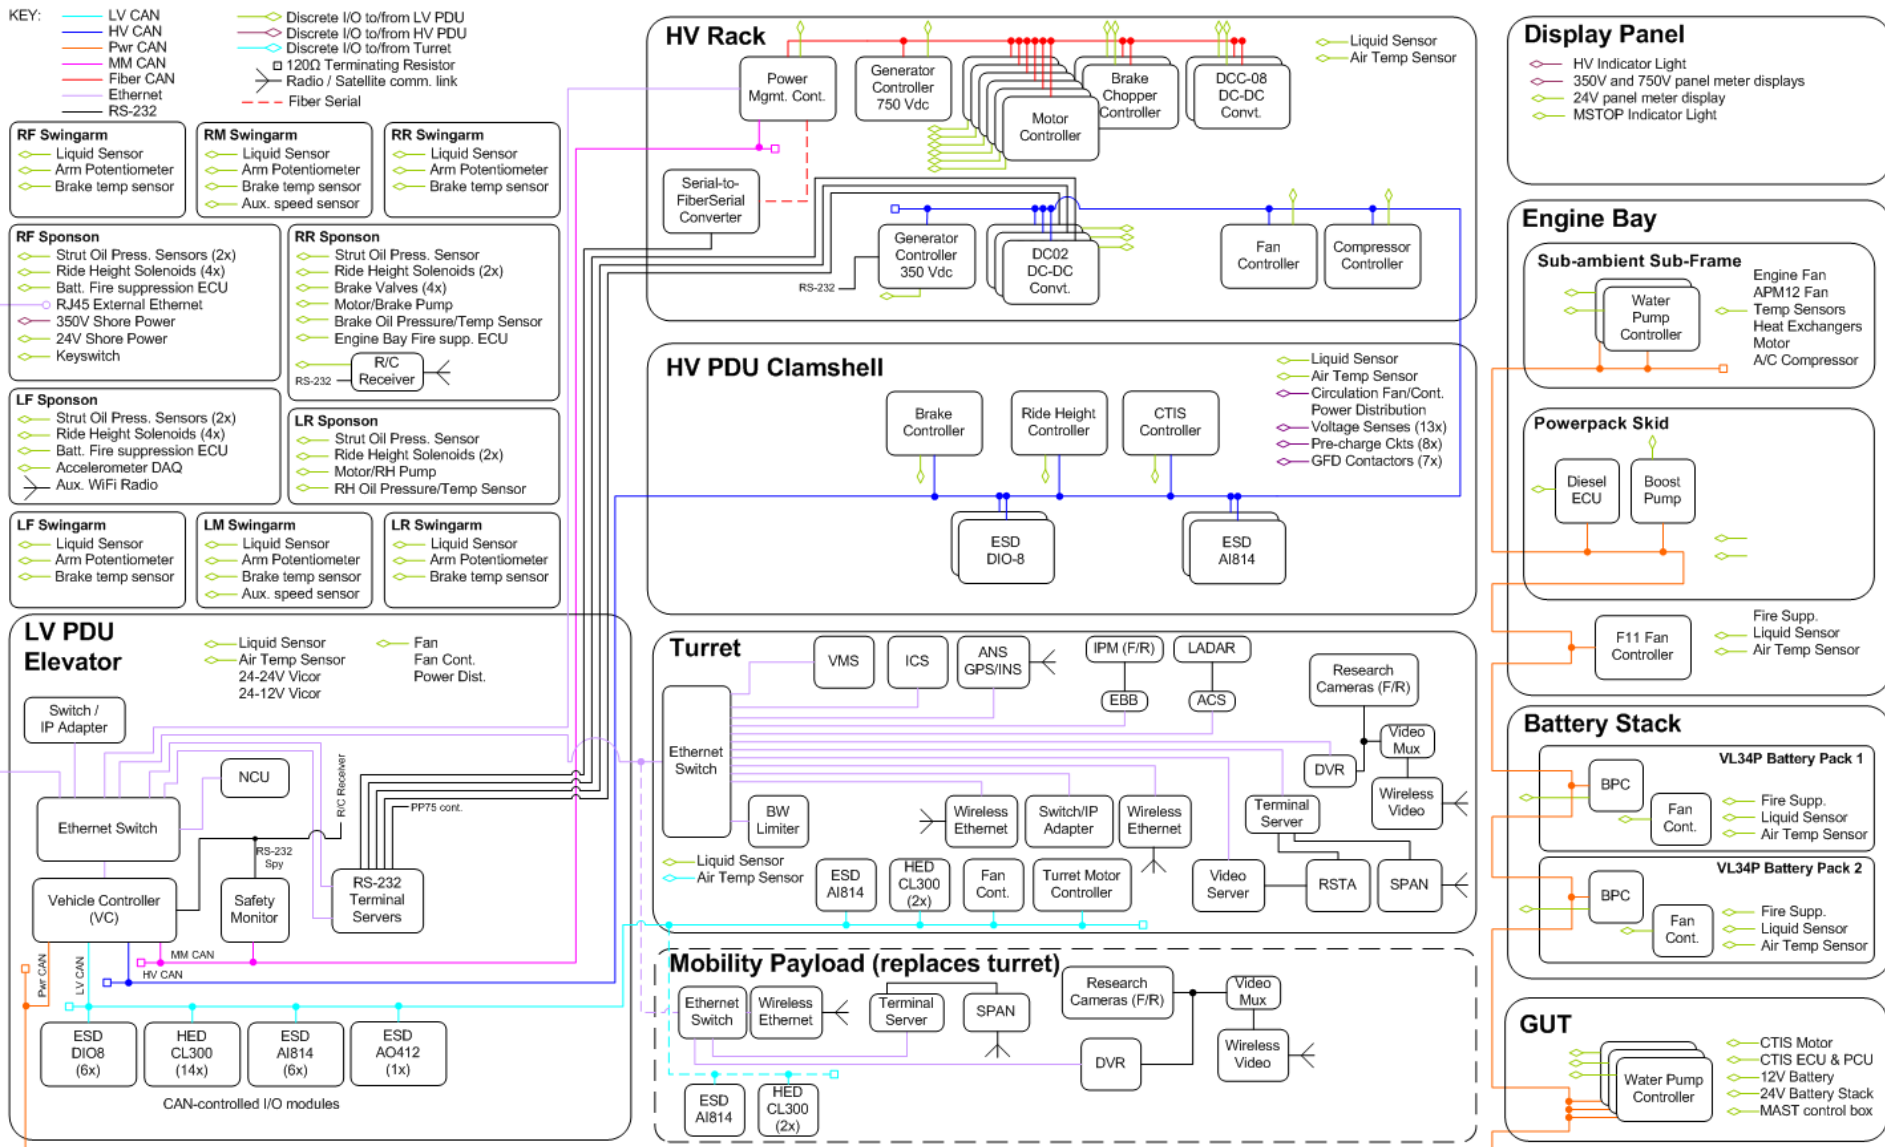 KEY:
LV CAN
HV CAN
Pwr CAN
MM CAN
Fiber CAN
Ethernet
RS-232
Discrete I/O to/from LV PDU
Discrete I/O to/from HV PDU
Discrete I/O to/from Turret
120Ω Terminating Resistor
Radio / Satellite comm. link
Fiber Serial
RF Swingarm
Liquid Sensor
Arm Potentiometer
Brake temp sensor
RM Swingarm
Liquid Sensor
Arm Potentiometer
Brake temp sensor
Aux. speed sensor
RR Swingarm
Liquid Sensor
Arm Potentiometer
Brake temp sensor
RF Sponson
Strut Oil Press. Sensors (2x)
Ride Height Solenoids (4x)
Batt. Fire suppression ECU
RJ45 External Ethernet
350V Shore Power
24V Shore Power
Keyswitch
RR Sponson
Strut Oil Press. Sensor
Ride Height Solenoids (2x)
Brake Valves (4x)
Motor/Brake Pump
Brake Oil Pressure/Temp Sensor
Engine Bay Fire supp. ECU
RS-232
R/C
Receiver
LF Sponson
Strut Oil Press. Sensors (2x)
Ride Height Solenoids (4x)
Batt. Fire suppression ECU
Accelerometer DAQ
Aux. WiFi Radio
LR Sponson
Strut Oil Press. Sensor
Ride Height Solenoids (2x)
Motor/RH Pump
RH Oil Pressure/Temp Sensor
LF Swingarm
Liquid Sensor
Arm Potentiometer
Brake temp sensor
LM Swingarm
Liquid Sensor
Arm Potentiometer
Brake temp sensor
Aux. speed sensor
LR Swingarm
Liquid Sensor
Arm Potentiometer
Brake temp sensor
LV PDU
Elevator
Liquid Sensor
Air Temp Sensor
24-24V Vicor
24-12V Vicor
Fan
Fan Cont.
Power Dist.
Switch /
IP Adapter
NCU
R/C Receiver
PP75 cont.
Ethernet Switch
RS-232
Spy
Vehicle Controller
(VC)
Safety
Monitor
RS-232
Terminal
Servers
Pwr CAN
LV CAN
MM CAN
HV CAN
ESD
DIO8
(6x)
HED
CL300
(14x)
ESD
AI814
(6x)
ESD
AO412
(1x)
CAN-controlled I/O modules
HV Rack
Liquid Sensor
Air Temp Sensor
Power
Mgmt. Cont.
Generator
Controller
750 Vdc
Motor
Controller
Brake
Chopper
Controller
DCC-08
DC-DC
Convt.
Serial-to-
FiberSerial
Converter
Generator
Controller
350 Vdc
RS-232
DC02
DC-DC
Convt.
Fan
Controller
Compressor
Controller
HV PDU Clamshell
Liquid Sensor
Air Temp Sensor
Circulation Fan/Cont.
Power Distribution
Voltage Senses (13x)
Pre-charge Ckts (8x)
GFD Contactors (7x)
Brake
Controller
Ride Height
Controller
CTIS
Controller
ESD
DIO-8
ESD
AI814
Turret
VMS
ICS
ANS
GPS/INS
IPM (F/R)
LADAR
EBB
ACS
Research
Cameras (F/R)
Ethernet
Switch
DVR
Video
Mux
Wireless
Video
BW
Limiter
Wireless
Ethernet
Switch/IP
Adapter
Wireless
Ethernet
Terminal
Server
Liquid Sensor
Air Temp Sensor
ESD
AI814
HED
CL300
(2x)
Fan
Cont.
Turret Motor
Controller
Video
Server
RSTA
SPAN
Mobility Payload (replaces turret)
Ethernet
Switch
Wireless
Ethernet
Terminal
Server
SPAN
Research
Cameras (F/R)
Video
Mux
Wireless
Video
DVR
ESD
AI814
HED
CL300
(2x)
Display Panel
HV Indicator Light
350V and 750V panel meter displays
24V panel meter display
MSTOP Indicator Light
Engine Bay
Sub-ambient Sub-Frame
Water
Pump
Controller
Engine Fan
APM12 Fan
Temp Sensors
Heat Exchangers
Motor
A/C Compressor
Powerpack Skid
Diesel
ECU
Boost
Pump
F11 Fan
Controller
Fire Supp.
Liquid Sensor
Air Temp Sensor
Battery Stack
VL34P Battery Pack 1
BPC
Fan
Cont.
Fire Supp.
Liquid Sensor
Air Temp Sensor
VL34P Battery Pack 2
BPC
Fan
Cont.
Fire Supp.
Liquid Sensor
Air Temp Sensor
GUT
Water Pump
Controller
CTIS Motor
CTIS ECU & PCU
12V Battery
24V Battery Stack
MAST control box